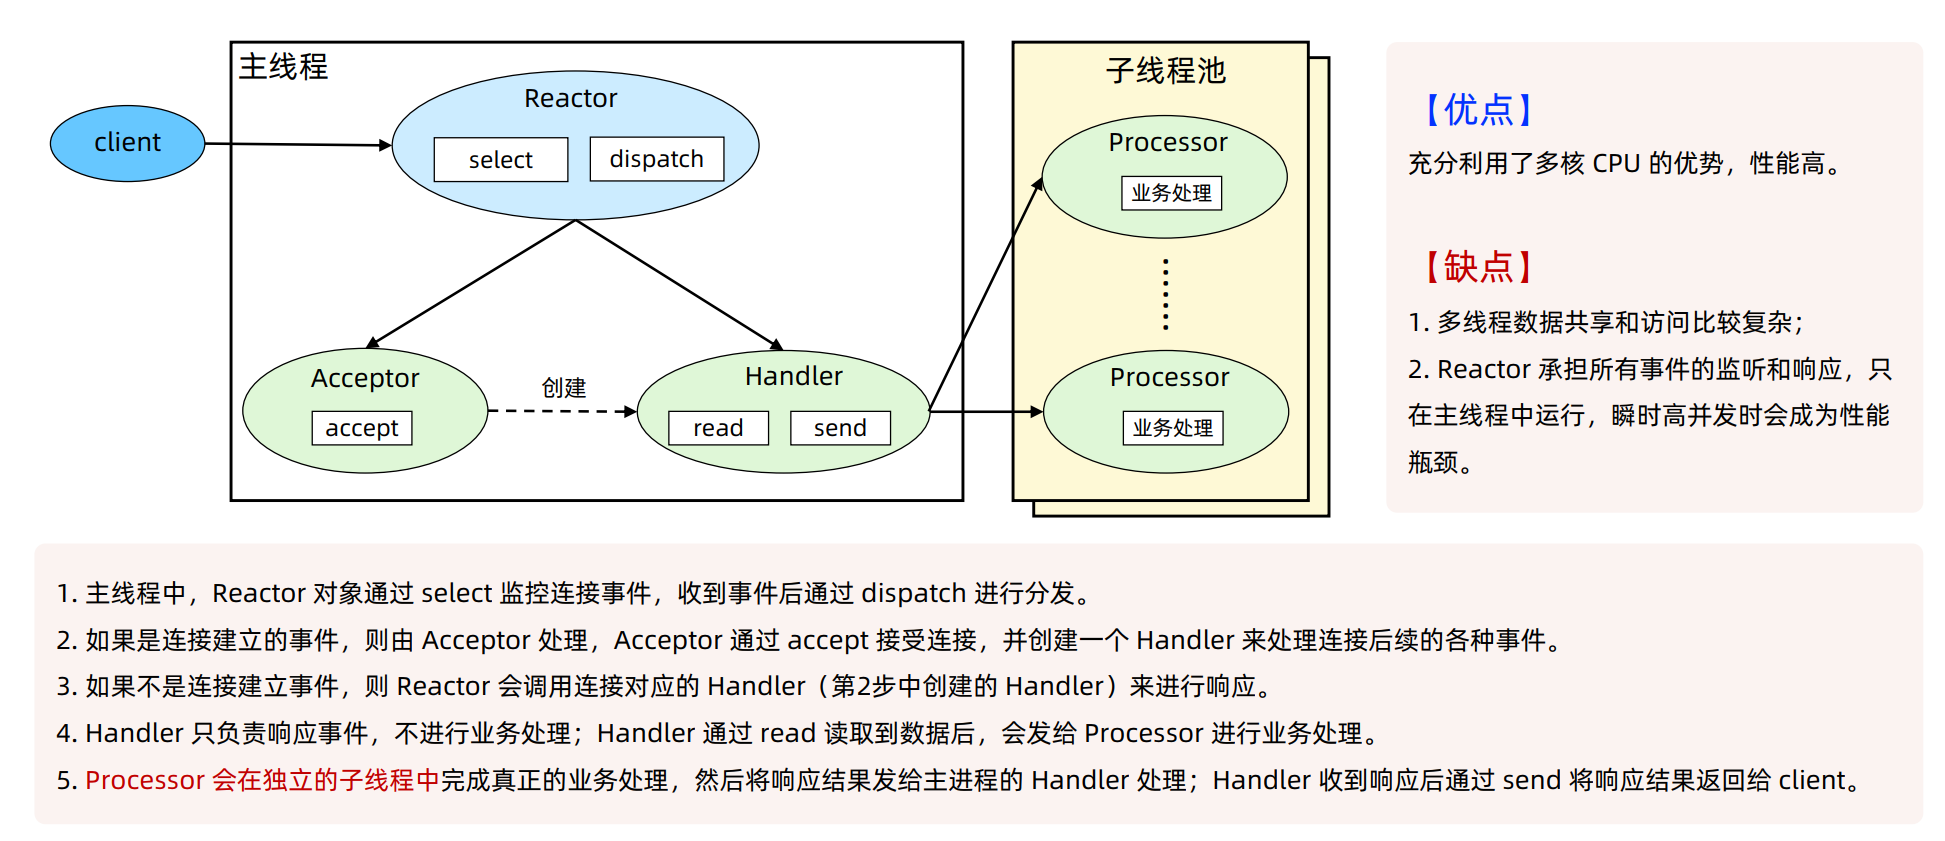 主线程
client
Reactor
select
dispatch
Acceptor
accept
创建
Handler
read
send
子线程池
Processor
业务处理
Processor
业务处理
【优点】
充分利用了多核 CPU 的优势，性能高。
【缺点】
1. 多线程数据共享和访问比较复杂；
2. Reactor 承担所有事件的监听和响应，只
在主线程中运行，瞬时高并发时会成为性能
瓶颈。
1. 主线程中，Reactor 对象通过 select 监控连接事件，收到事件后通过 dispatch 进行分发。
2. 如果是连接建立的事件，则由 Acceptor 处理，Acceptor 通过 accept 接受连接，并创建一个 Handler 来处理连接后续的各种事件。
3. 如果不是连接建立事件，则 Reactor 会调用连接对应的 Handler（第2步中创建的 Handler）来进行响应。
4. Handler 只负责响应事件，不进行业务处理；Handler 通过 read 读取到数据后，会发给 Processor 进行业务处理。
5. Processor 会在独立的子线程中完成真正的业务处理，然后将响应结果发给主进程的 Handler 处理；Handler 收到响应后通过 send 将响应结果返回给 client。